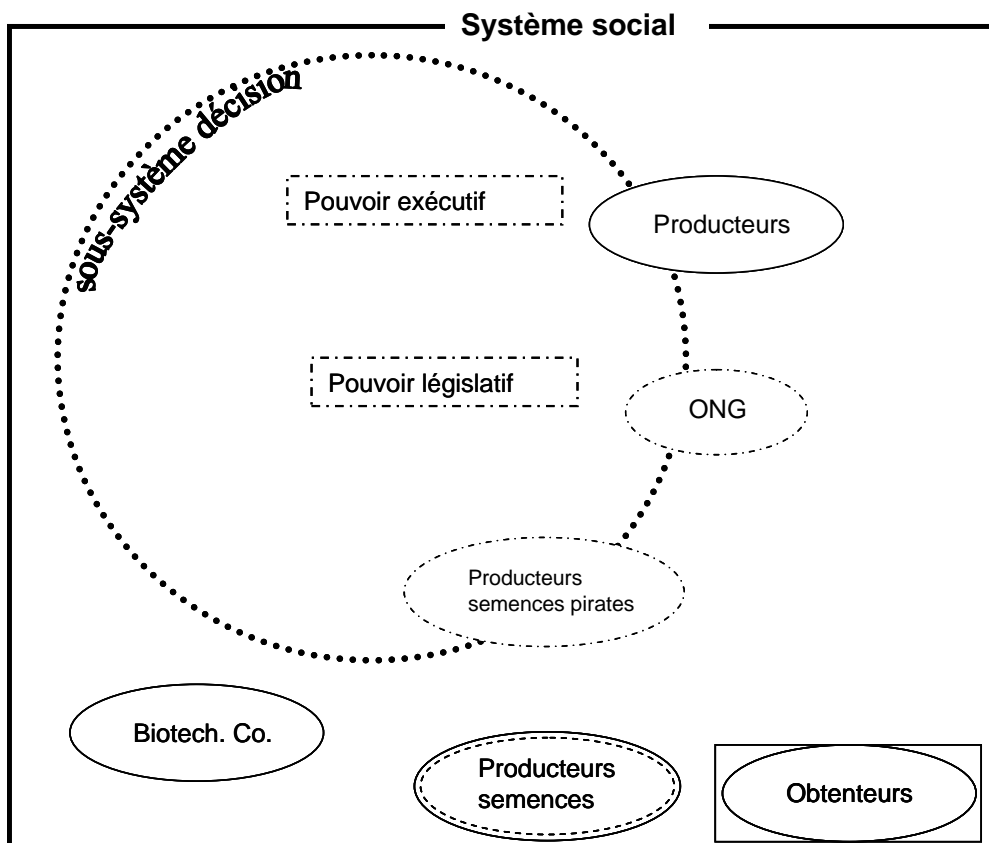 Système social
sous-système décision
Pouvoir exécutif
Producteurs
Pouvoir législatif
ONG
Producteurs
semences pirates
Biotech. Co.
Producteurs
semences
Obtenteurs